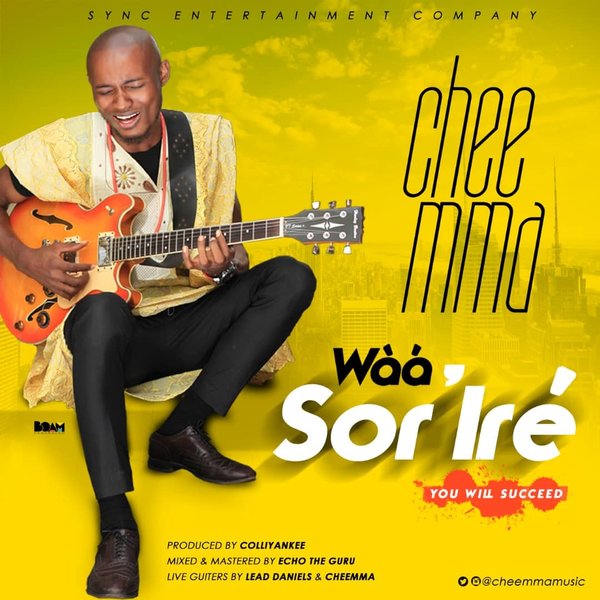 SYNC ENTERTAINMENT COMPANY
chee
mma
Wàá
Sor'Iré
YOU WILL SUCCEED
PRODUCED BY COLLIYANKEE
MIXED & MASTERED BY ECHO THE GURU
LIVE GUITERS BY LEAD DANIELS & CHEEMMA
@cheemmamusic